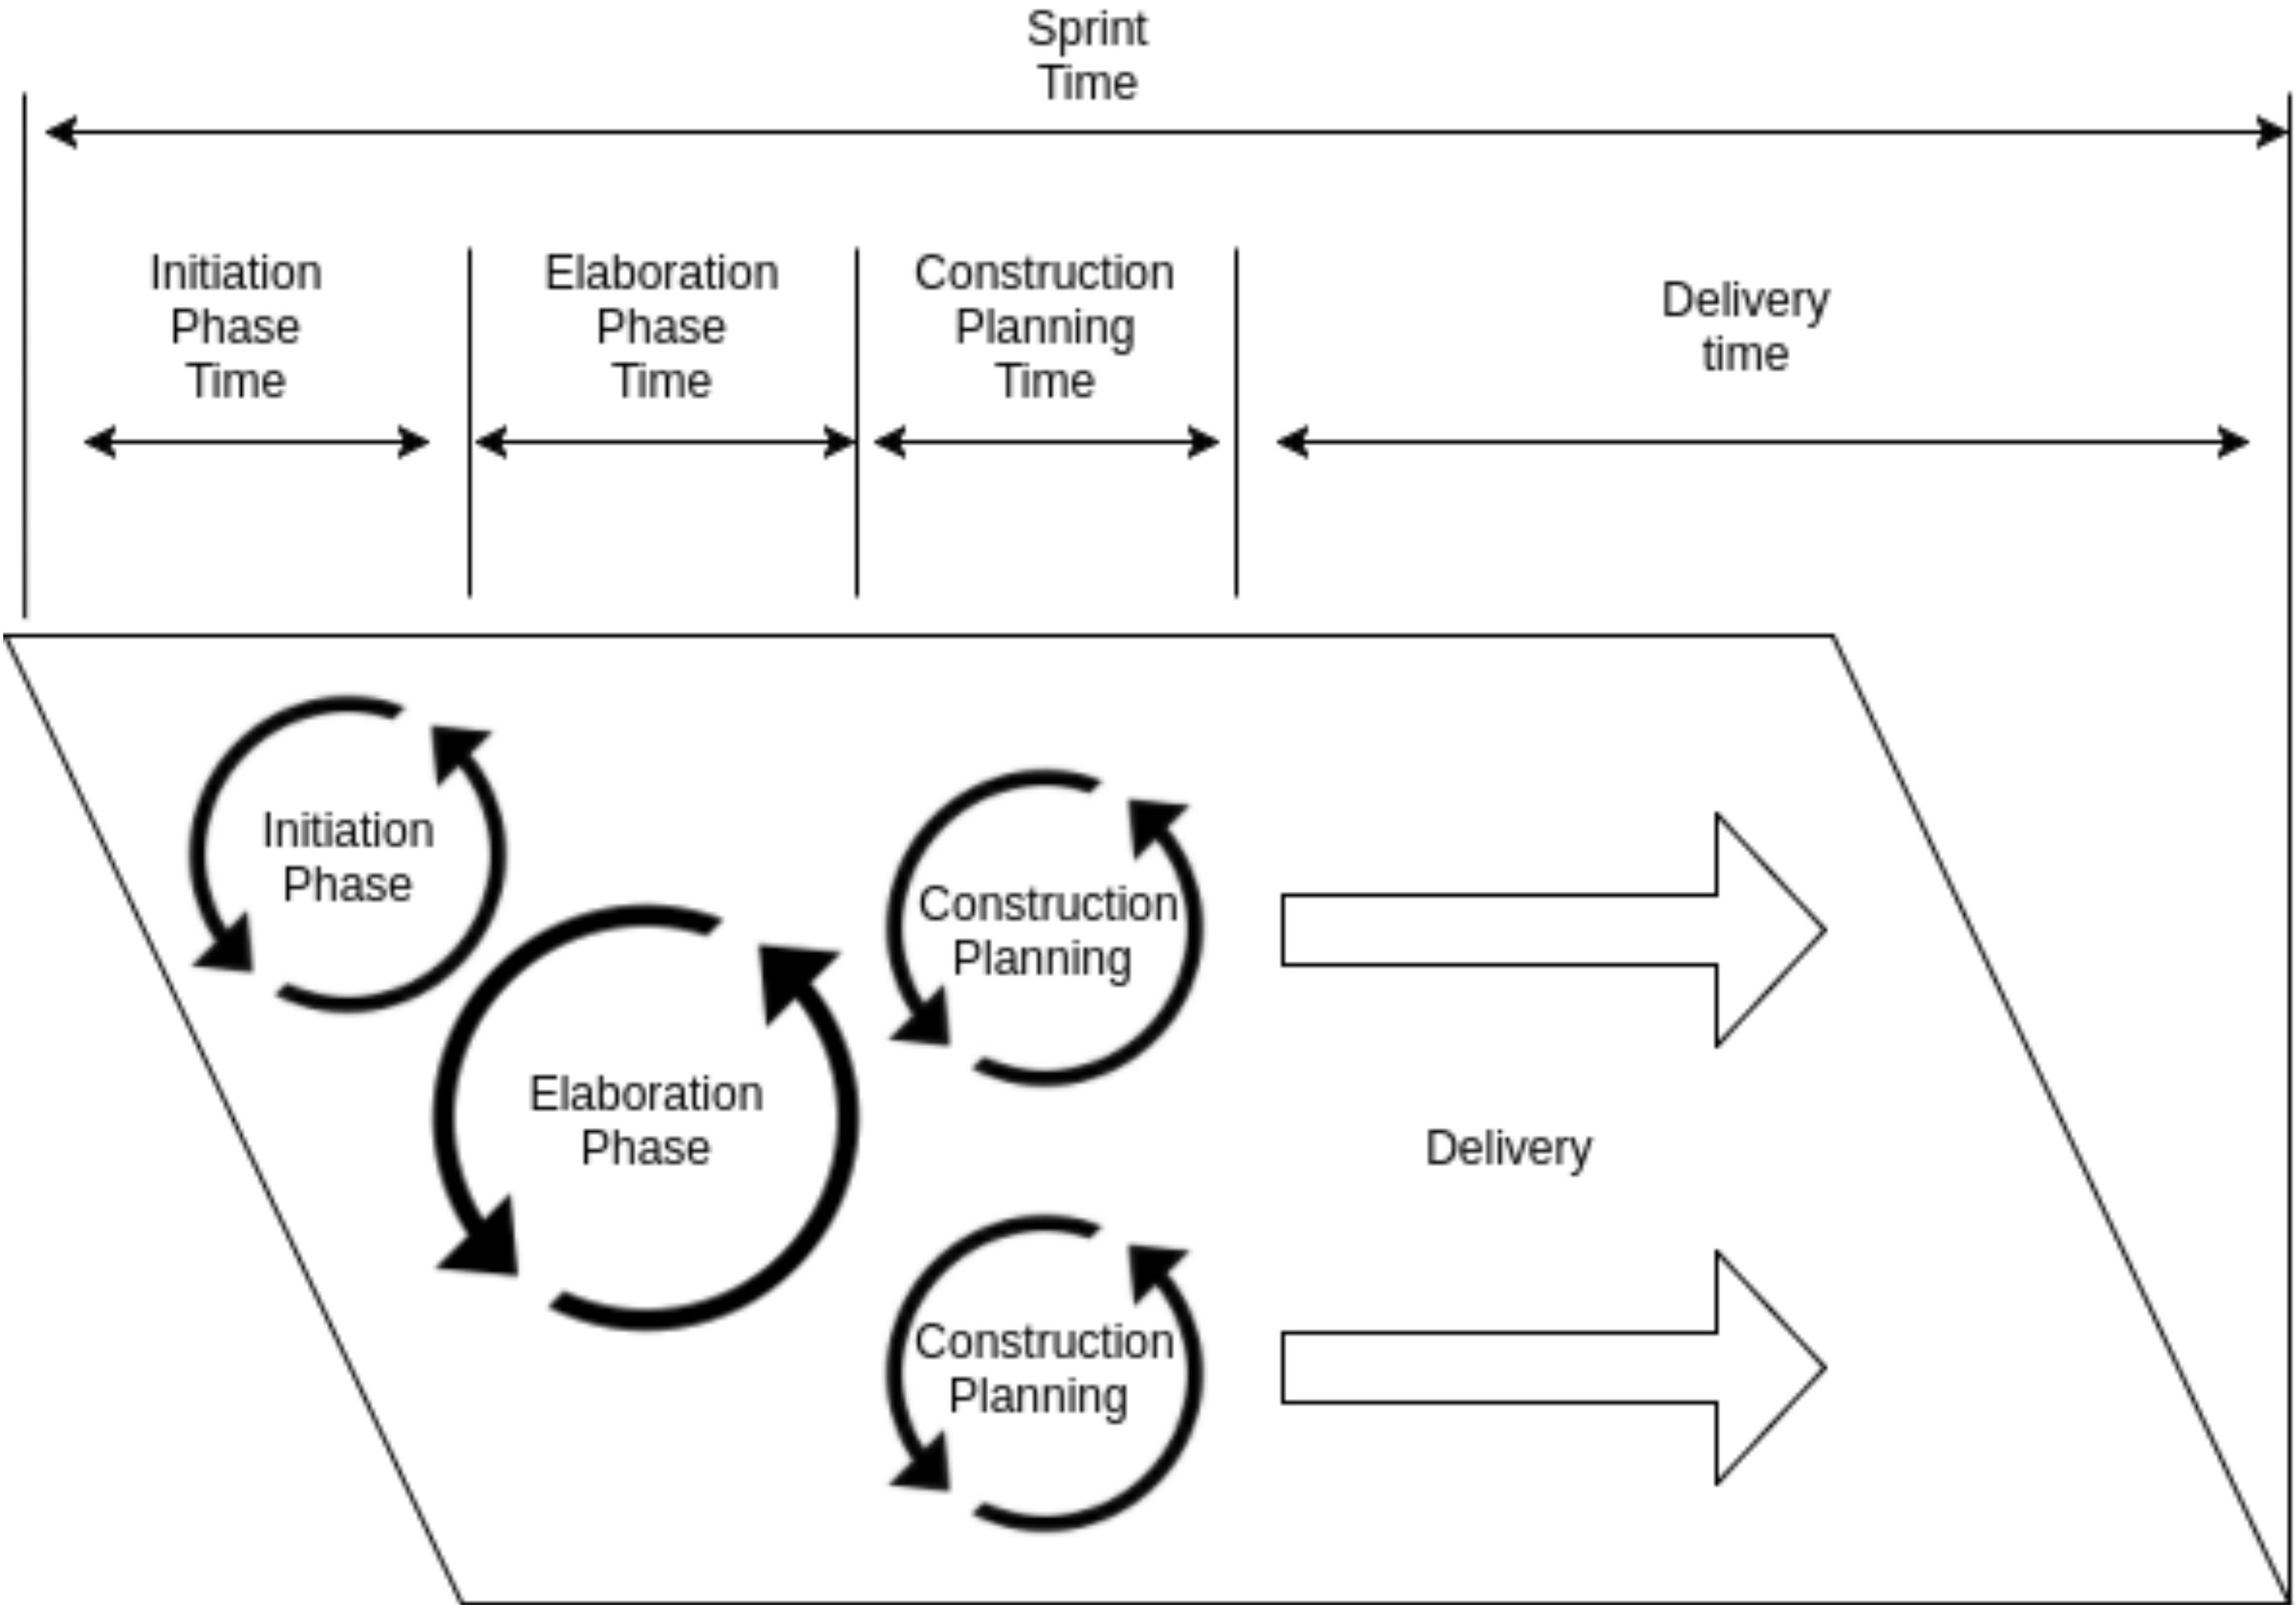 Sprint
Time
Initiation
Phase
Time
Elaboration
Phase
Time
Construction
Planning
Time
Delivery
time
Initiation
Phase
Elaboration
Phase
Construction
Planning
Delivery
Construction
Planning